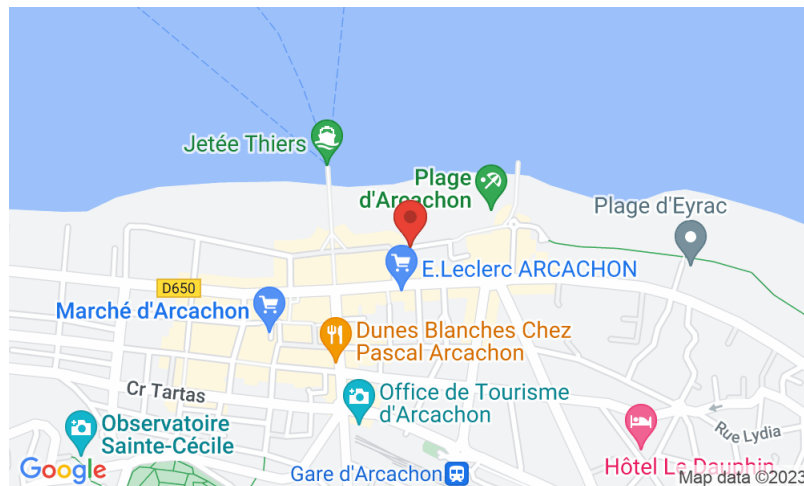 Jetée Thiers
Plage
d'Arcachon
Plage d'Eyrac
E.Leclerc ARCACHON
D650
Marché d'Arcachon
Dunes Blanches Chez
Pascal Arcachon
Cr Tartas
Office de Tourisme
d'Arcachon
Observatoire
Sainte-Cécile
Rue Lydia
Hôtel Le Dauphin
Gare d'Arcachon
Google
Map data ©2023